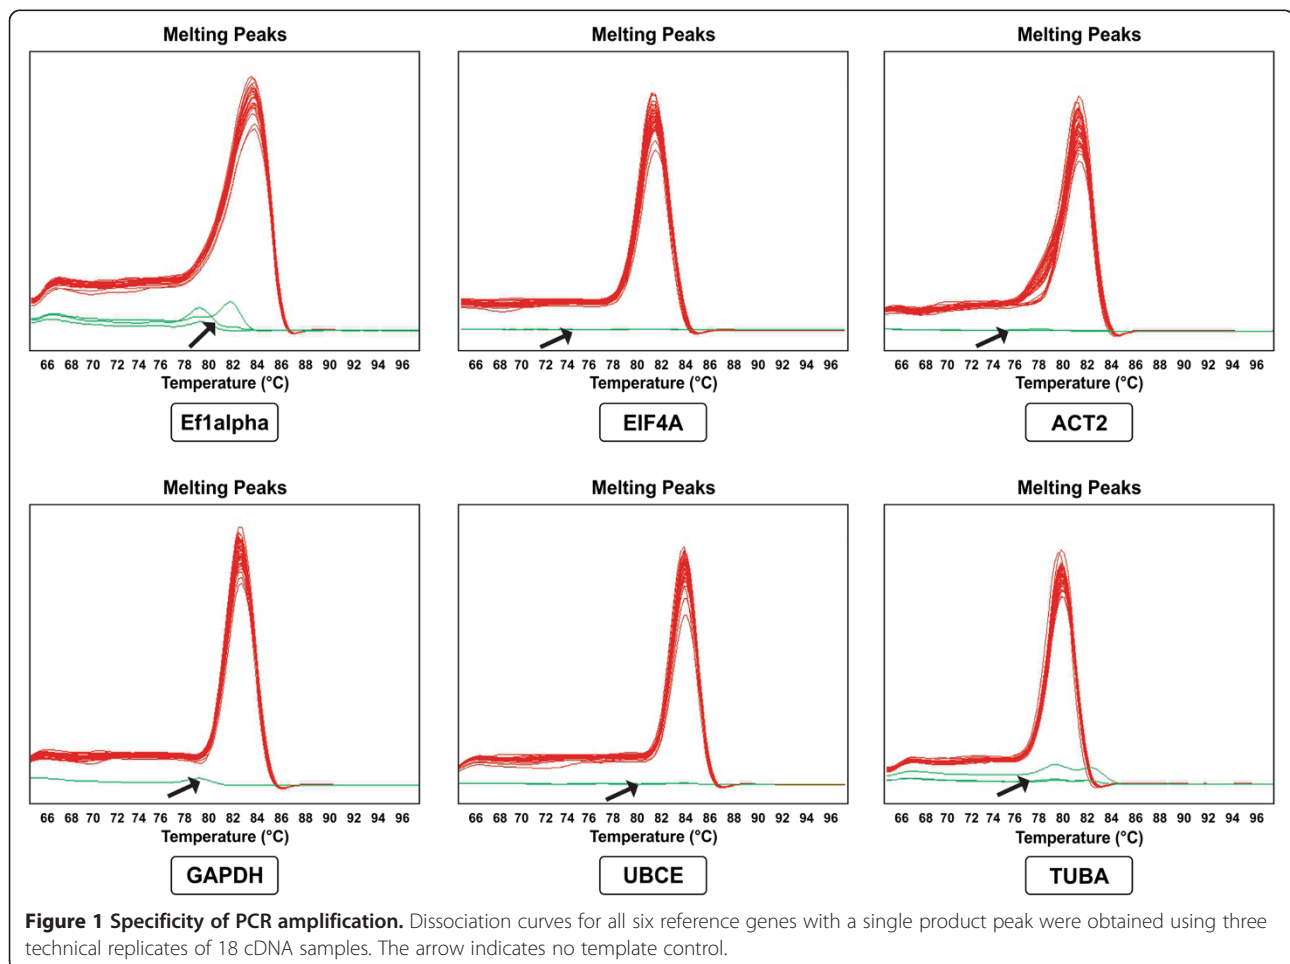 Melting Peaks
Melting Peaks
Melting Peaks
66 68 70 72 74 76 78 80 82 84 86 88 90 92 94 96
66 68 70 72 74 76 78 80 82 84 86 88 90 92 94 96
66 68 70 72 74 76 78 80 82 84 86 88 90 92 94 96
Temperature (°C)
Temperature (°C)
Temperature (°C)
Ef1alpha
EIF4A
ACT2
Melting Peaks
Melting Peaks
Melting Peaks
66 68 70 72 74 76 78 80 82 84 86 88 90 92 94 96
66 68 70 72 74 76 78 80 82 84 86 88 90 92 94 96
66 68 70 72 74 76 78 80 82 84 86 88 90 92 94 96
Temperature (°C)
Temperature (°C)
Temperature (°C)
GAPDH
UBCE
TUBA
Figure 1 Specificity of PCR amplification. Dissociation curves for all six reference genes with a single product peak were obtained using three
technical replicates of 18 cDNA samples. The arrow indicates no template control.